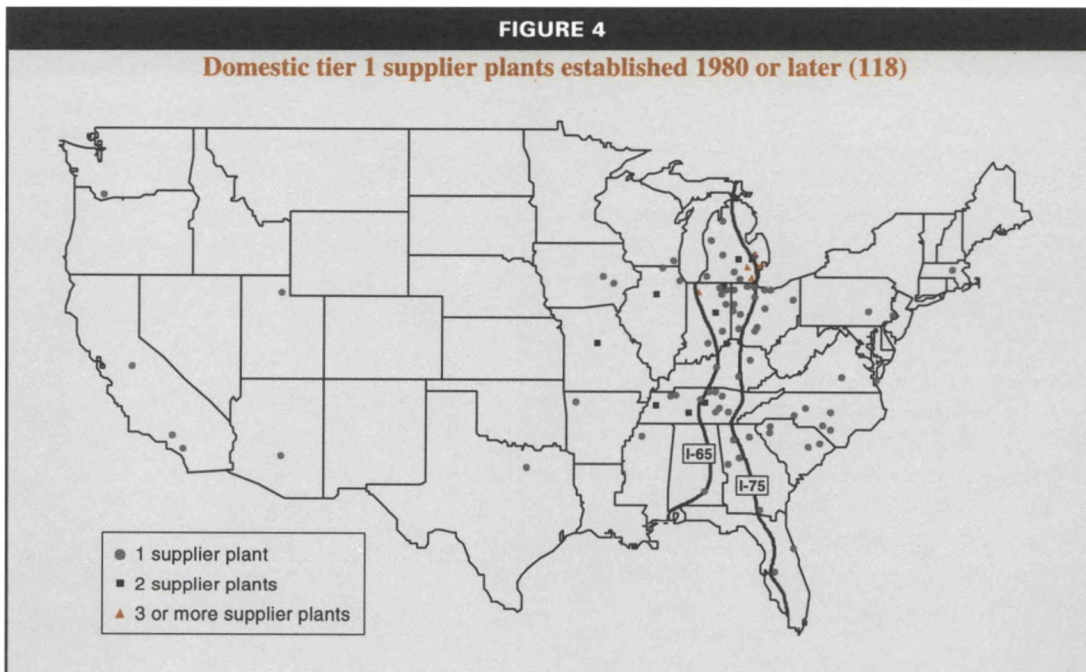 FIGURE 4
Domestic tier 1 supplier plants established 1980 or later (118)
I-65
I-75
1 supplier plant
2 supplier plants
3 or more supplier plants